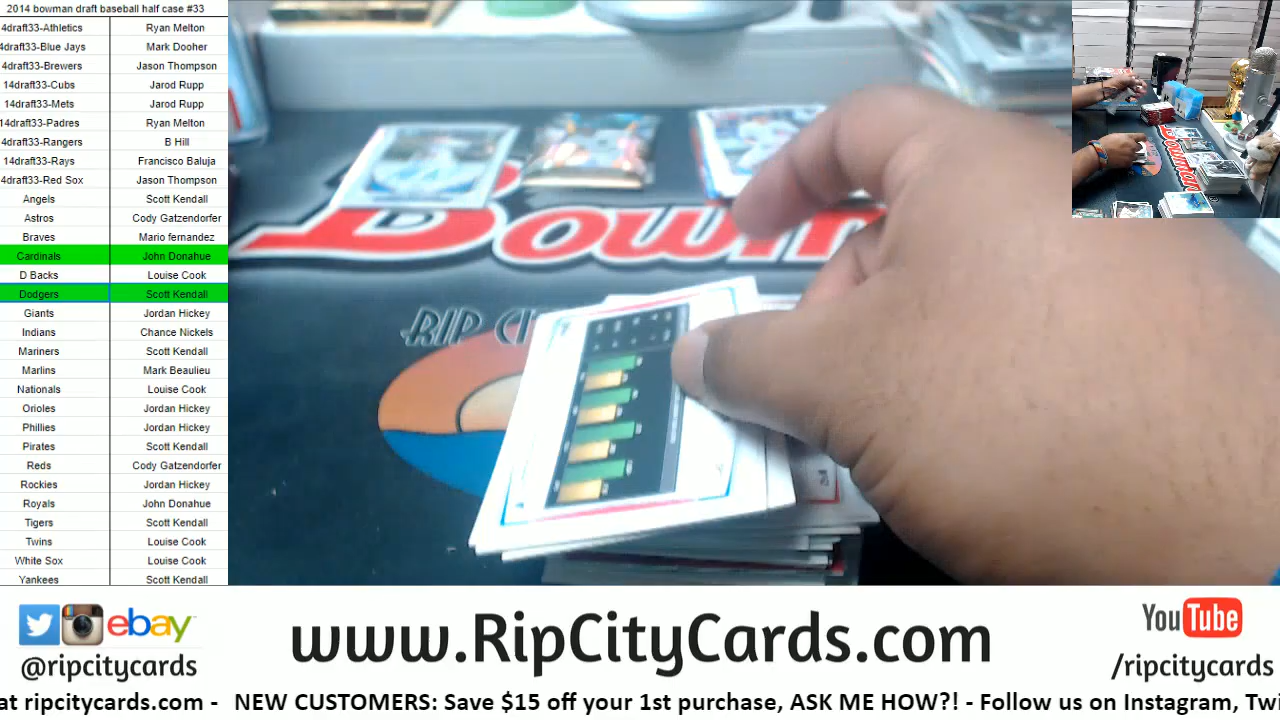 2014 bowman draft baseball half case #33
4draft33-Athletics Ryan Melton
4draft33-Blue Jays Mark Dooher
4draft33-Brewers Jason Thompson
14draft33-Cubs Jarod Rupp
14draft33-Mets Jarod Rupp
14draft33-Padres Ryan Melton
4draft33-Rangers B Hill
14draft33-Rays Francisco Baluja
4draft33-Red Sox Jason Thompson
Angels Scott Kendall
Astros Cody Gatzendorfer
Braves Mario fernandez
Cardinals John Donahue
D Backs Louise Cook
Dodgers Scott Kendall
Giants Jordan Hickey
Indians Chance Nickels
Mariners Scott Kendall
Marlins Mark Beaulieu
Nationals Louise Cook
Orioles Jordan Hickey
Phillies Jordan Hickey
Pirates Scott Kendall
Reds Cody Gatzendorfer
Rockies Jordan Hickey
Royals John Donahue
Tigers Scott Kendall
Twins Louise Cook
White Sox Louise Cook
Yankees Scott Kendall
Bowman
RIP CI
ebay
@ripcitycards
www.RipCityCards.com
YouTube
/ripcitycards
at ripcitycards.com - NEW CUSTOMERS: Save $15 off your 1st purchase, ASK ME HOW?! - Follow us on Instagram, Twi